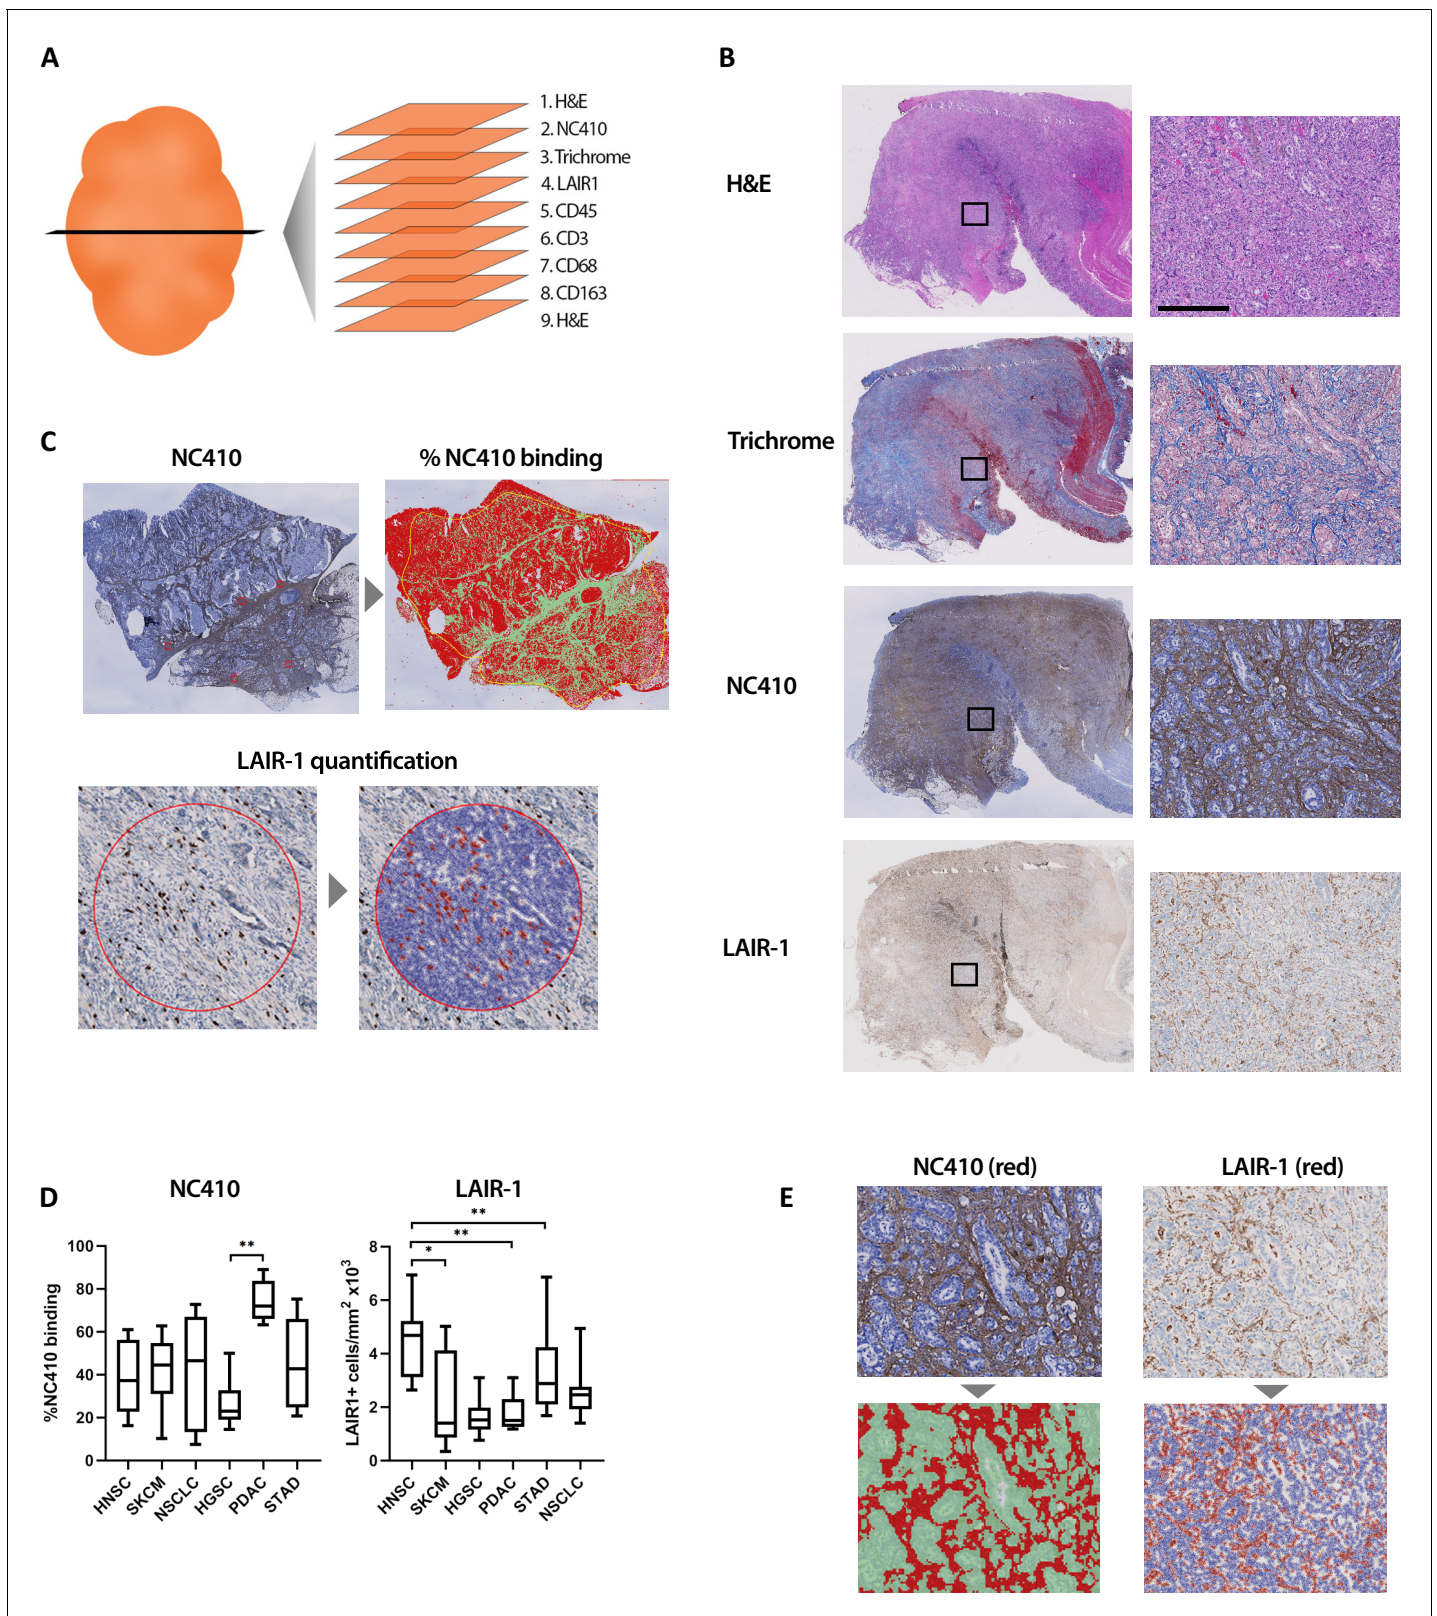 A
1. H&E
2. NC410
3. Trichrome
4. LAIR1
5. CD45
6. CD3
7. CD68
8. CD163
9. H&E
B
H&E
Trichrome
NC410
LAIR-1
C
NC410
% NC410 binding
LAIR-1 quantification
D
NC410
%NC410 binding
100
80
60
40
20
0
**
HNSC
SKCM
NSCLC
HGSC
PDAC
STAD
LAIR-1
LAIR1+ cells/mm² x10³
8
6
4
2
0
**
**
*
HNSC
SKCM
HGSC
PDAC
STAD
NSCLC
E
NC410 (red)
LAIR-1 (red)